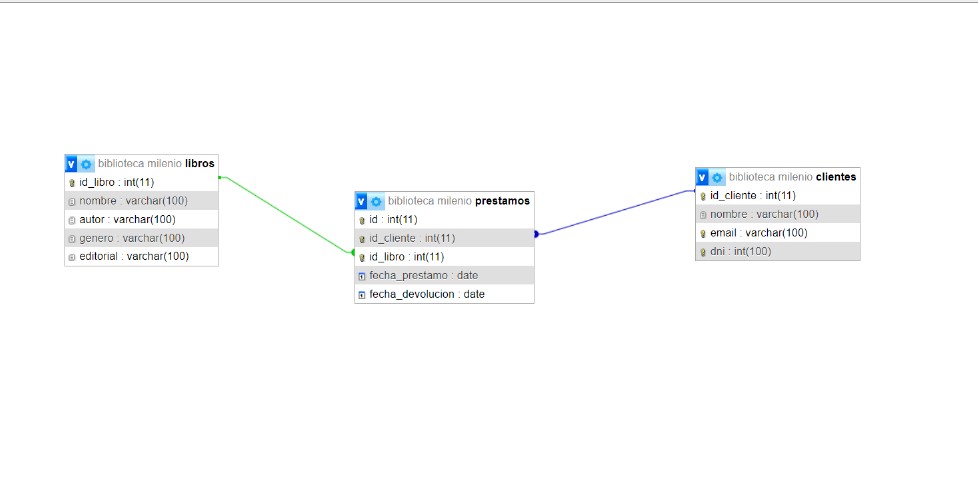 V biblioteca milenio libros
id_libro : int(11)
nombre : varchar(100)
autor : varchar(100)
genero : varchar(100)
editorial : varchar(100)
V biblioteca milenio prestamos
id : int(11)
id_cliente : int(11)
id_libro : int(11)
fecha_prestamo : date
fecha_devolucion : date
V biblioteca milenio clientes
id_cliente : int(11)
nombre : varchar(100)
email : varchar(100)
dni : int(100)